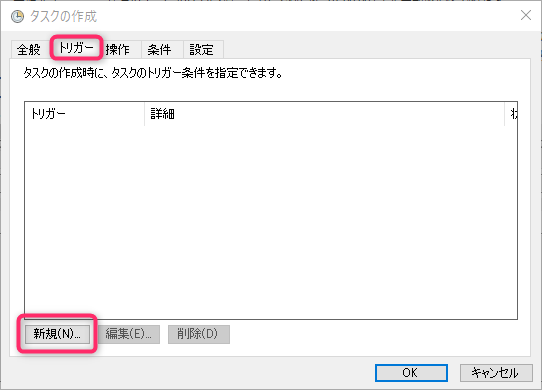 タスクの作成
全般 トリガー 操作 条件 設定
タスクの作成時に、タスクのトリガー条件を指定できます。
トリガー 詳細
新規(N)... 編集(E)... 削除(D)
OK キャンセル